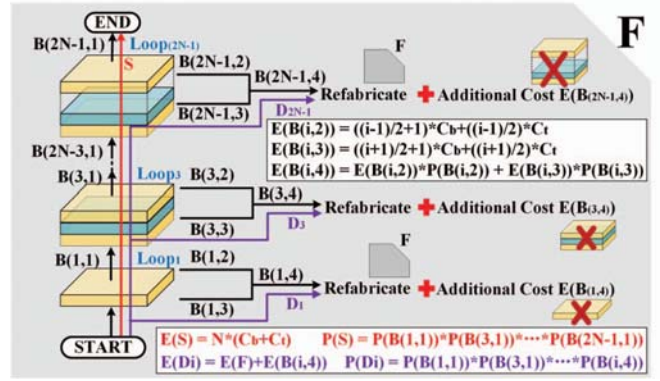 END
F
B(2N-1,1)
Loop(2N-1)
S
B(2N-1,2)
B(2N-1,4)
F
Refabricate + Additional Cost E(B(2N-1,4))
B(2N-1,3)
D2N-1
E(B(i,2)) = ((i-1)/2+1)*Cb+((i-1)/2)*Ct
E(B(i,3)) = ((i+1)/2+1)*Cb+((i+1)/2)*Ct
E(B(i,4)) = E(B(i,2))*P(B(i,2)) + E(B(i,3))*P(B(i,3))
B(2N-3,1)
B(3,1)
Loop3
B(3,2)
B(3,4)
Refabricate + Additional Cost E(B(3,4))
B(3,3)
D3
B(1,1)
Loop1
B(1,2)
F
B(1,4)
Refabricate + Additional Cost E(B(1,4))
B(1,3)
D1
START
E(S) = N*(Cb+Ct) P(S) = P(B(1,1))*P(B(3,1))*···*P(B(2N-1,1))
E(Di) = E(F)+E(B(i,4)) P(Di) = P(B(1,1))*P(B(3,1))*···*P(B(i,4))